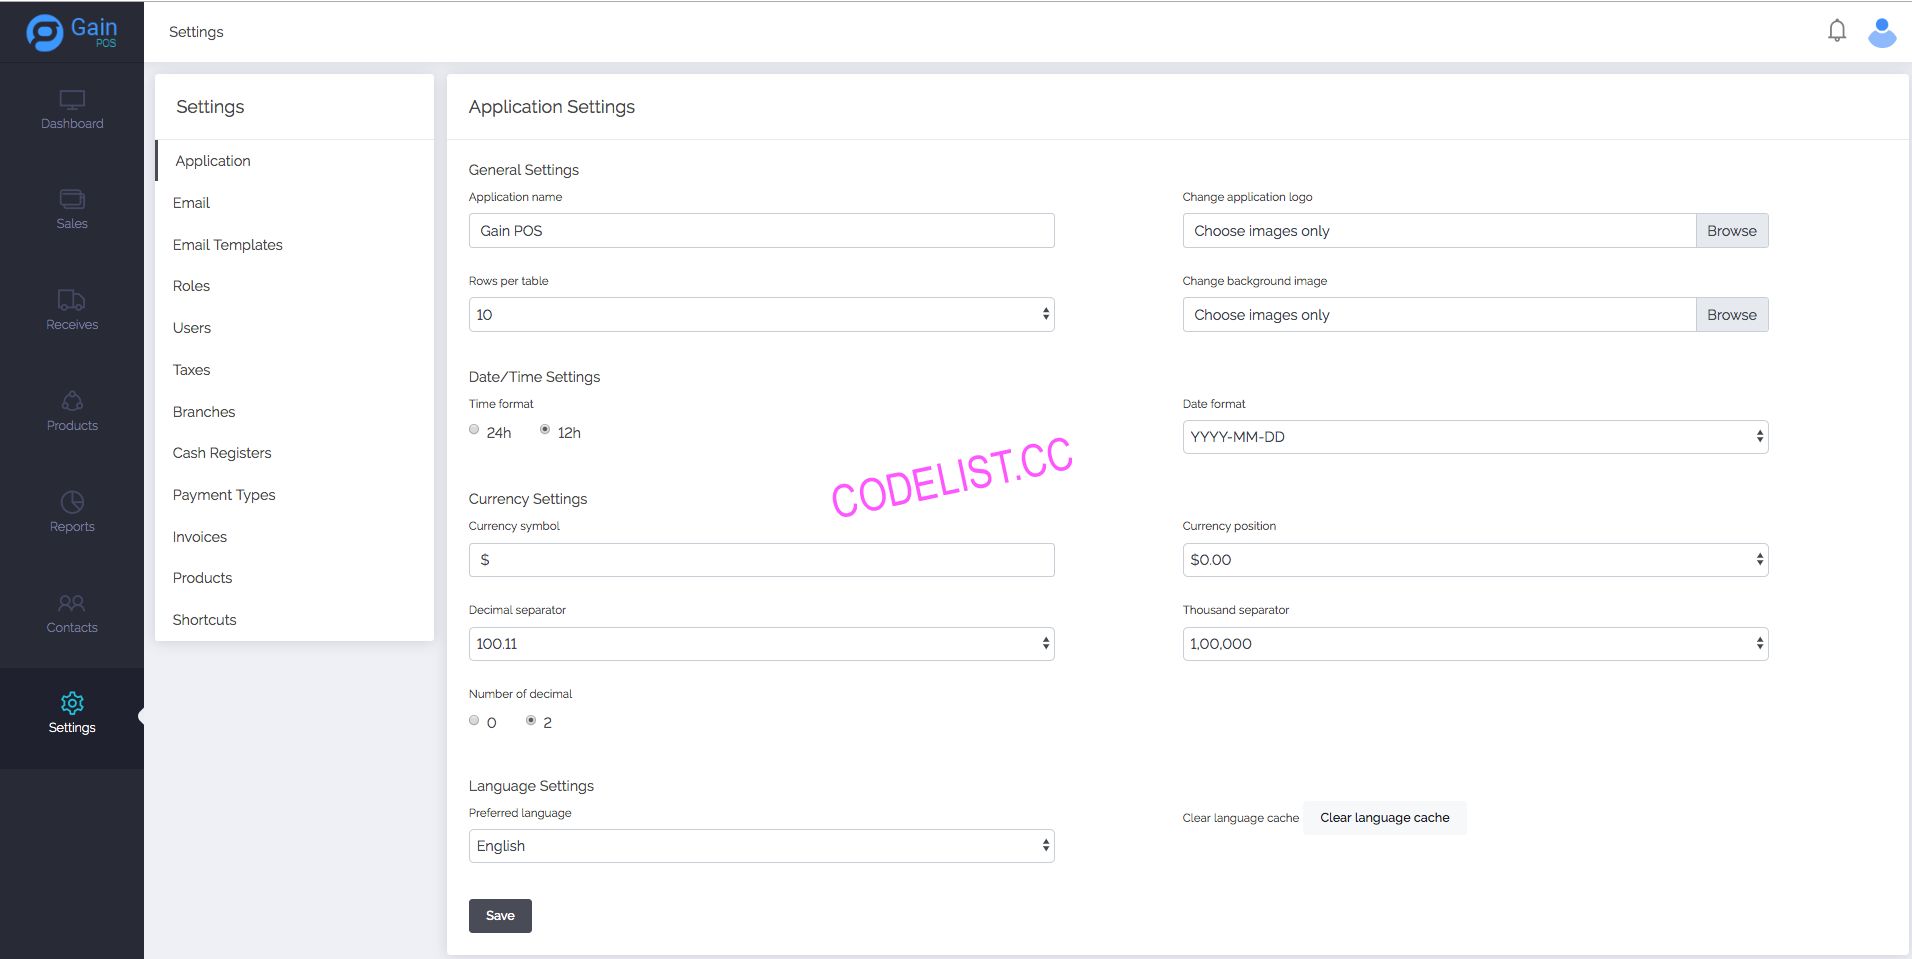 Gain
POS
Settings
Dashboard
Sales
Receives
Products
Reports
Contacts
Settings
Settings
Application
Email
Email Templates
Roles
Users
Taxes
Branches
Cash Registers
Payment Types
Invoices
Products
Shortcuts
Application Settings
General Settings
Application name
Gain POS
Change application logo
Choose images only Browse
Rows per table
10
Change background image
Choose images only Browse
Date/Time Settings
Time format
24h 12h
Date format
YYYY-MM-DD
CODELIST.CC
Currency Settings
Currency symbol
$
Currency position
$0.00
Decimal separator
100.11
Thousand separator
1,00,000
Number of decimal
0 2
Language Settings
Preferred language
English
Clear language cache Clear language cache
Save